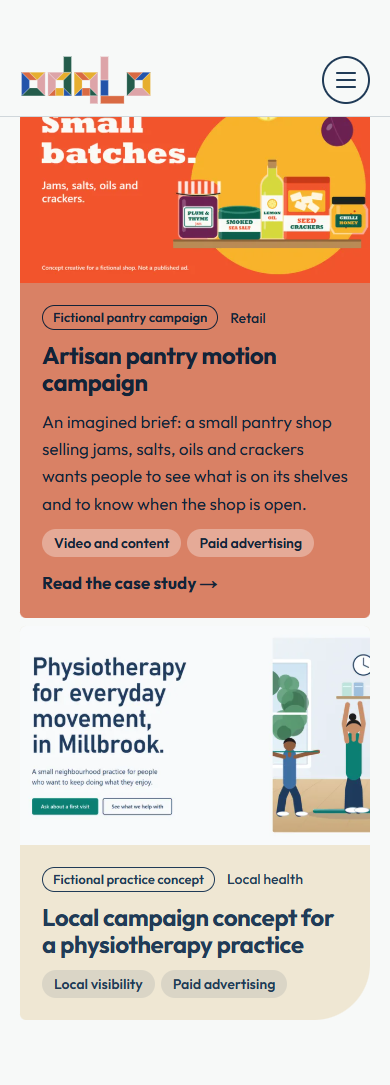 adalo
Small
batches.
Jams, salts, oils and
crackers.
PLUM &
THYME
JAM
SMOKED
SEA SALT
LEMON
OIL
SEED
CRACKERS
CHILLI
HONEY
Concept creative for a fictional shop. Not a published ad.
Fictional pantry campaign Retail
Artisan pantry motion
campaign
An imagined brief: a small pantry shop
selling jams, salts, oils and crackers
wants people to see what is on its shelves
and to know when the shop is open.
Video and content Paid advertising
Read the case study →
Physiotherapy
for everyday
movement,
in Millbrook.
A small neighbourhood practice for people
who want to keep doing what they enjoy.
Ask about a first visit See what we help with
Fictional practice concept Local health
Local campaign concept for
a physiotherapy practice
Local visibility Paid advertising